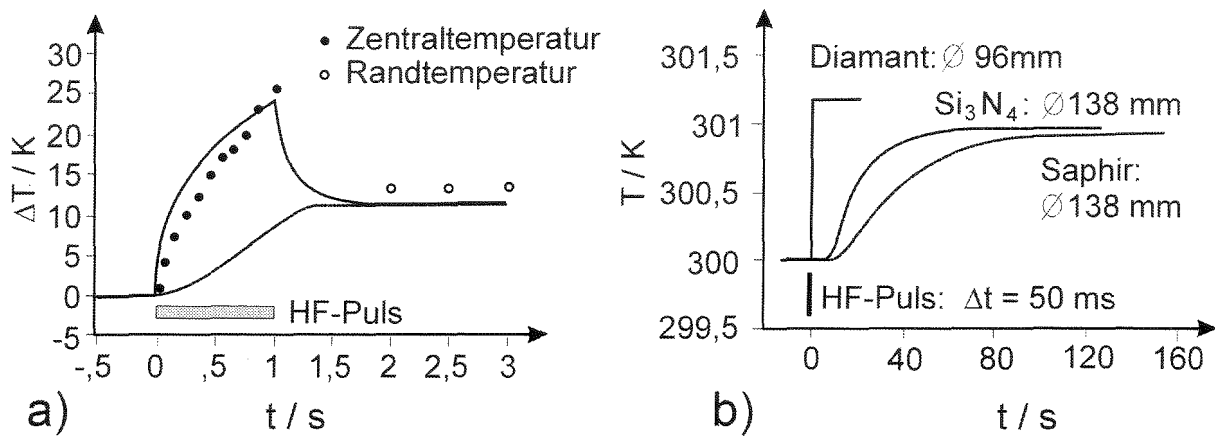 30
25
20
15
10
5
0
-5
ΔT / K
• Zentraltemperatur
○ Randtemperatur
HF-Puls
-,5 0 ,5 1 1,5 2 2,5 3
a)
t / s
301,5
301
300,5
300
299,5
T / K
Diamant: ∅ 96mm
Si₃N₄: ∅138 mm
Saphir:
∅138 mm
HF-Puls: Δt = 50 ms
0 40 80 120 160
b)
t / s